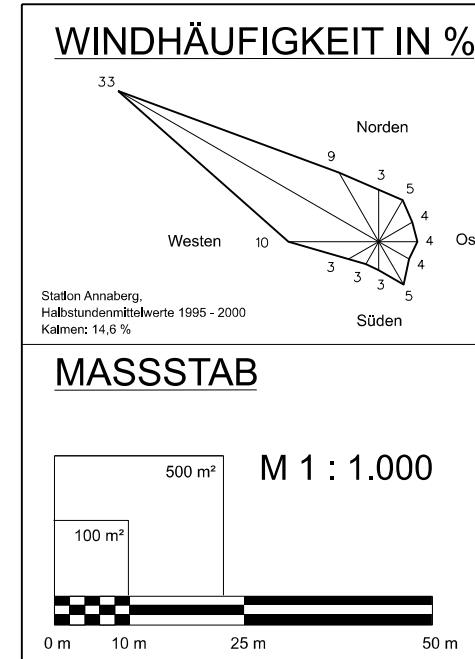 WINDHÄUFIGKEIT IN %
33
Norden
9
3
5
4
Westen
10
4
Os
3
3
3
4
5
Station Annaberg,
Halbstundenmittelwerte 1995 - 2000
Kalmen: 14,6 %
Süden
MASSSTAB
500 m²
M 1 : 1.000
100 m²
0 m 10 m 25 m 50 m